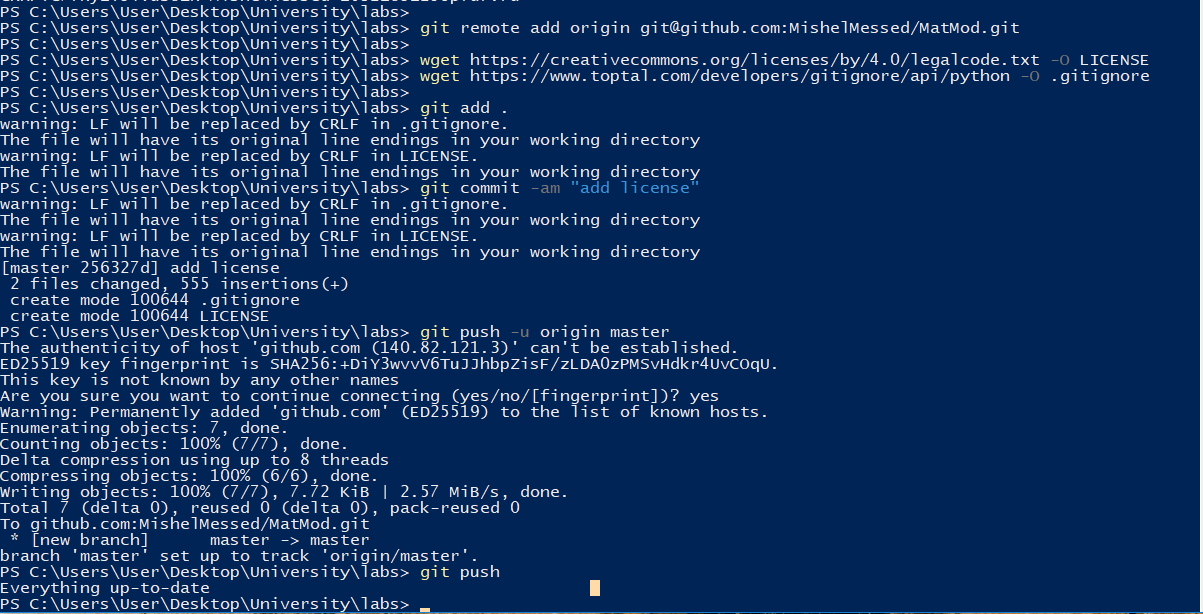 PS C:\Users\User\Desktop\University\labs>
PS C:\Users\User\Desktop\University\labs> git remote add origin git@github.com:MishelMessed/MatMod.git
PS C:\Users\User\Desktop\University\labs>
PS C:\Users\User\Desktop\University\labs> wget https://creativecommons.org/licenses/by/4.0/legalcode.txt -O LICENSE
PS C:\Users\User\Desktop\University\labs> wget https://www.toptal.com/developers/gitignore/api/python -O .gitignore
PS C:\Users\User\Desktop\University\labs>
PS C:\Users\User\Desktop\University\labs> git add .
warning: LF will be replaced by CRLF in .gitignore.
The file will have its original line endings in your working directory
warning: LF will be replaced by CRLF in LICENSE.
The file will have its original line endings in your working directory
PS C:\Users\User\Desktop\University\labs> git commit -am "add license"
warning: LF will be replaced by CRLF in .gitignore.
The file will have its original line endings in your working directory
warning: LF will be replaced by CRLF in LICENSE.
The file will have its original line endings in your working directory
[master 256327d] add license
 2 files changed, 555 insertions(+)
 create mode 100644 .gitignore
 create mode 100644 LICENSE
PS C:\Users\User\Desktop\University\labs> git push -u origin master
The authenticity of host 'github.com (140.82.121.3)' can't be established.
ED25519 key fingerprint is SHA256:+DiY3wvvV6TuJJhbpZisF/zLDA0zPMSvHdkr4UvCOqU.
This key is not known by any other names
Are you sure you want to continue connecting (yes/no/[fingerprint])? yes
Warning: Permanently added 'github.com' (ED25519) to the list of known hosts.
Enumerating objects: 7, done.
Counting objects: 100% (7/7), done.
Delta compression using up to 8 threads
Compressing objects: 100% (6/6), done.
Writing objects: 100% (7/7), 7.72 KiB | 2.57 MiB/s, done.
Total 7 (delta 0), reused 0 (delta 0), pack-reused 0
To github.com:MishelMessed/MatMod.git
 * [new branch]      master -> master
branch 'master' set up to track 'origin/master'.
PS C:\Users\User\Desktop\University\labs> git push
Everything up-to-date
PS C:\Users\User\Desktop\University\labs>